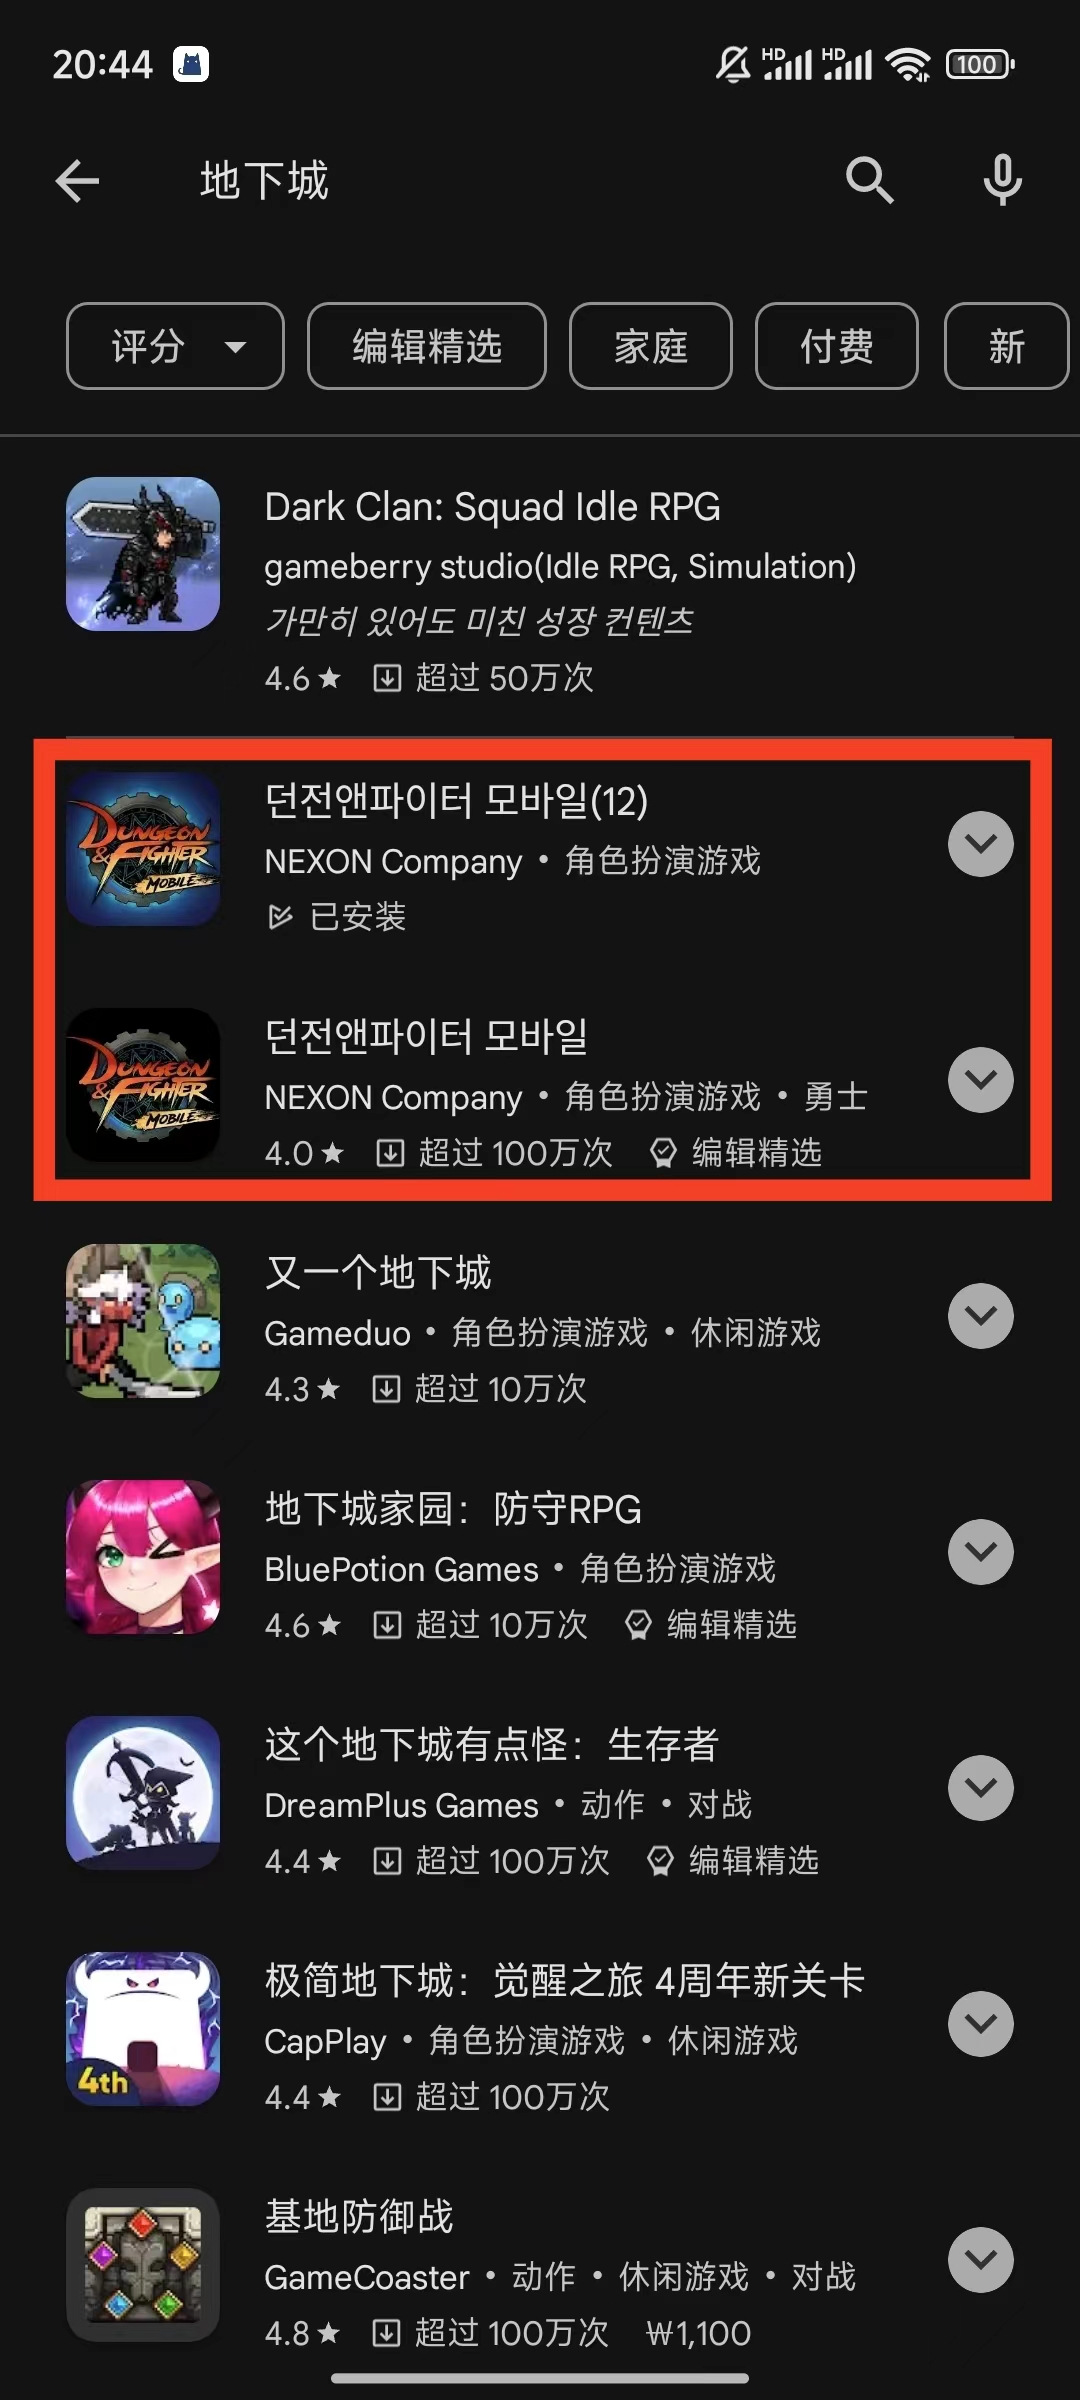 20:44
HD HD 100
地下城
评分 编辑精选 家庭 付费 新
Dark Clan: Squad Idle RPG
gameberry studio(Idle RPG, Simulation)
가만히 있어도 미친 성장 컨텐츠
4.6★ 超过 50万次
DUNGEON
& FIGHTER
MOBILE
던전앤파이터 모바일(12)
NEXON Company • 角色扮演游戏
已安装
DUNGEON
& FIGHTER
MOBILE
던전앤파이터 모바일
NEXON Company • 角色扮演游戏 • 勇士
4.0★ 超过 100万次 编辑精选
又一个地下城
Gameduo • 角色扮演游戏 • 休闲游戏
4.3★ 超过 10万次
地下城家园：防守RPG
BluePotion Games • 角色扮演游戏
4.6★ 超过 10万次 编辑精选
这个地下城有点怪：生存者
DreamPlus Games • 动作 • 对战
4.4★ 超过 100万次 编辑精选
4th
极简地下城：觉醒之旅 4周年新关卡
CapPlay • 角色扮演游戏 • 休闲游戏
4.4★ 超过 100万次
基地防御战
GameCoaster • 动作 • 休闲游戏 • 对战
4.8★ 超过 100万次 ₩1,100